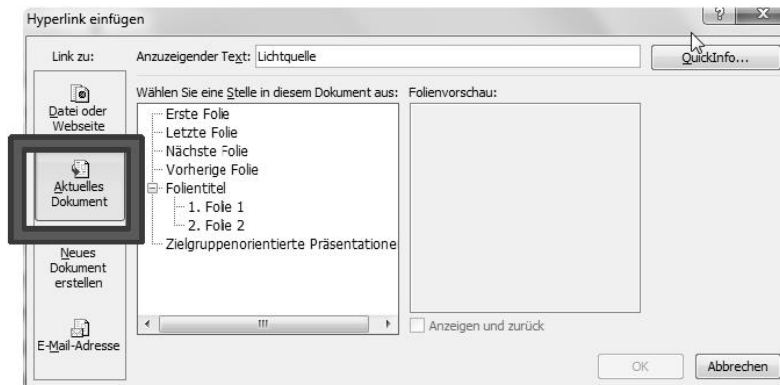 Hyperlink einfügen
Link zu:
Anzuzeigender Text: Lichtquelle
QuickInfo...
Datei oder
Webseite
Aktuelles
Dokument
Neues
Dokument
erstellen
E-Mail-Adresse
Wählen Sie eine Stelle in diesem Dokument aus:
Erste Folie
Letzte Folie
Nächste Folie
Vorherige Folie
Folientitel
1. Folie 1
2. Folie 2
Zielgruppenorientierte Präsentatione
Folienvorschau:
Anzeigen und zurück
OK
Abbrechen